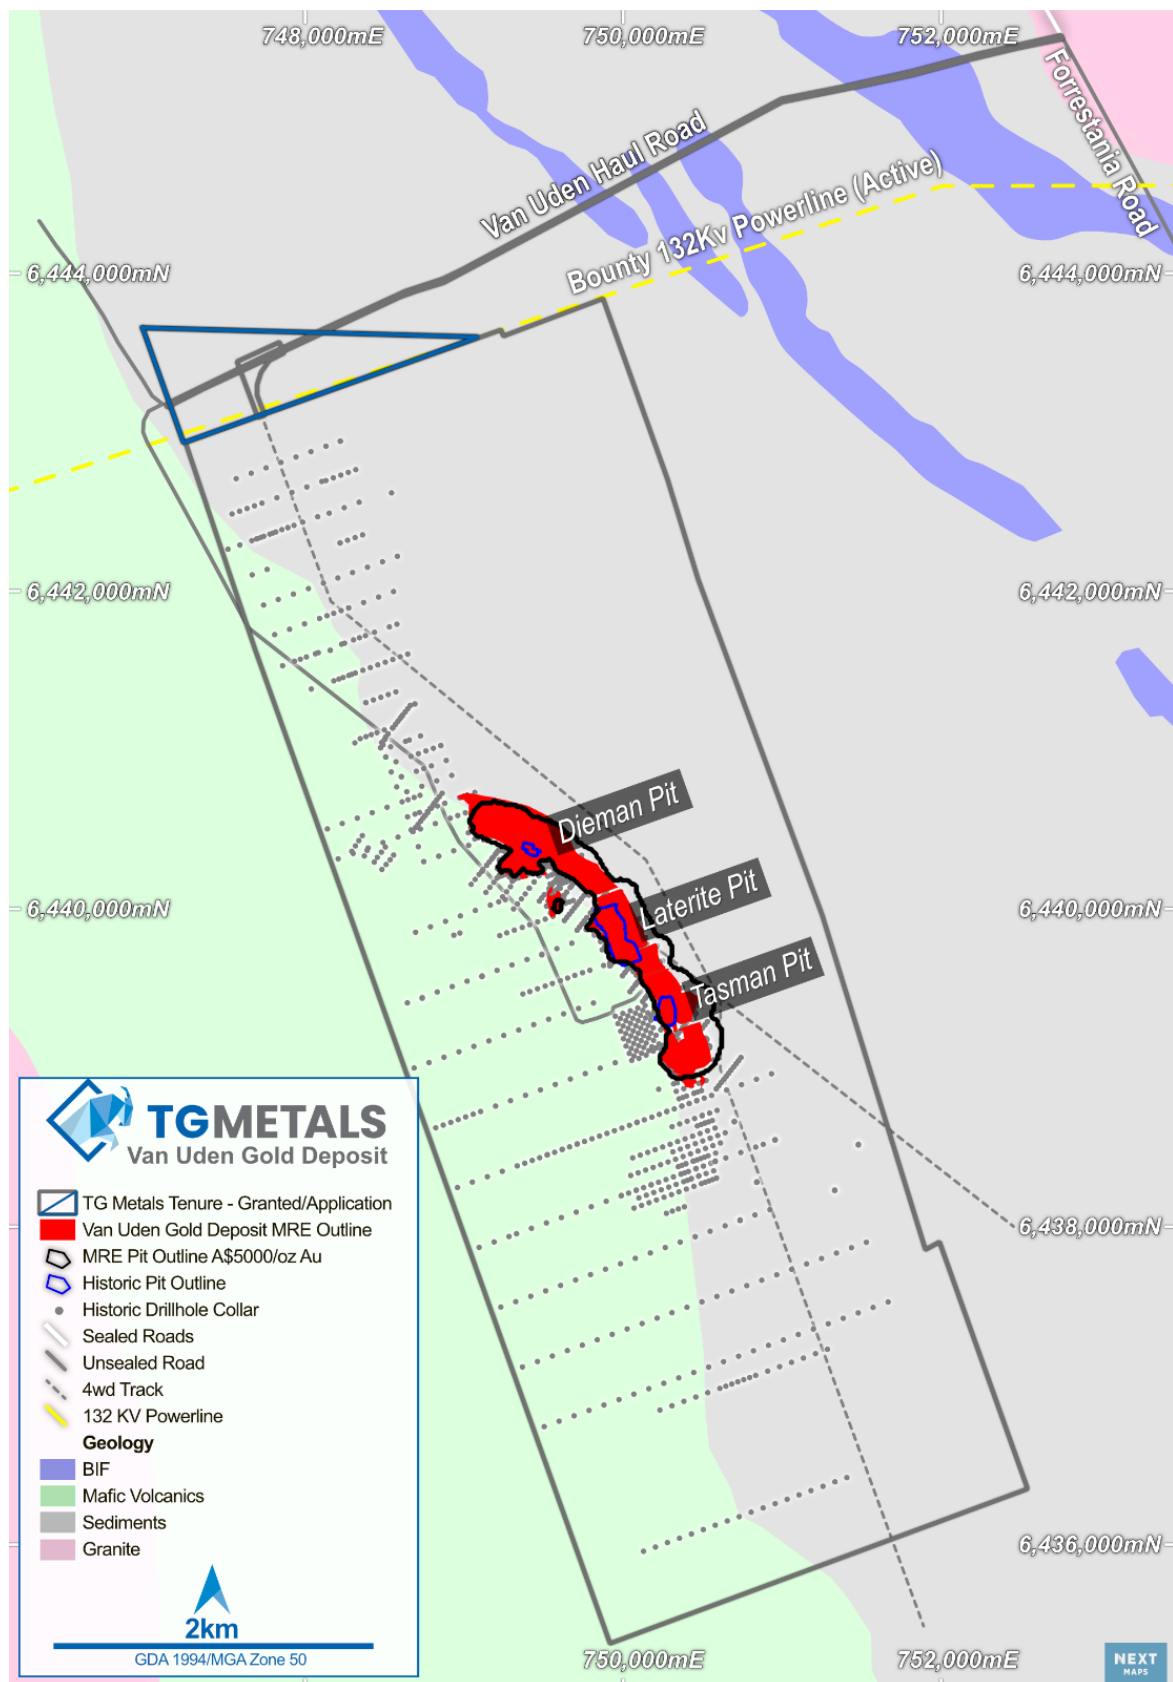 748,000mE
750,000mE
752,000mE
Forrestania Road
Van Uden Haul Road
Bounty 132Kv Powerline (Active)
6,444,000mN
6,444,000mN
6,442,000mN
6,442,000mN
Dieman Pit
Laterite Pit
6,440,000mN
6,440,000mN
Tasman Pit
TGMETALS
Van Uden Gold Deposit
TG Metals Tenure - Granted/Application
Van Uden Gold Deposit MRE Outline
MRE Pit Outline A$5000/oz Au
Historic Pit Outline
Historic Drillhole Collar
Sealed Roads
Unsealed Road
4wd Track
132 KV Powerline
Geology
BIF
Mafic Volcanics
Sediments
Granite
2km
GDA 1994/MGA Zone 50
6,438,000mN
6,436,000mN
750,000mE
752,000mE
NEXT
MAPS